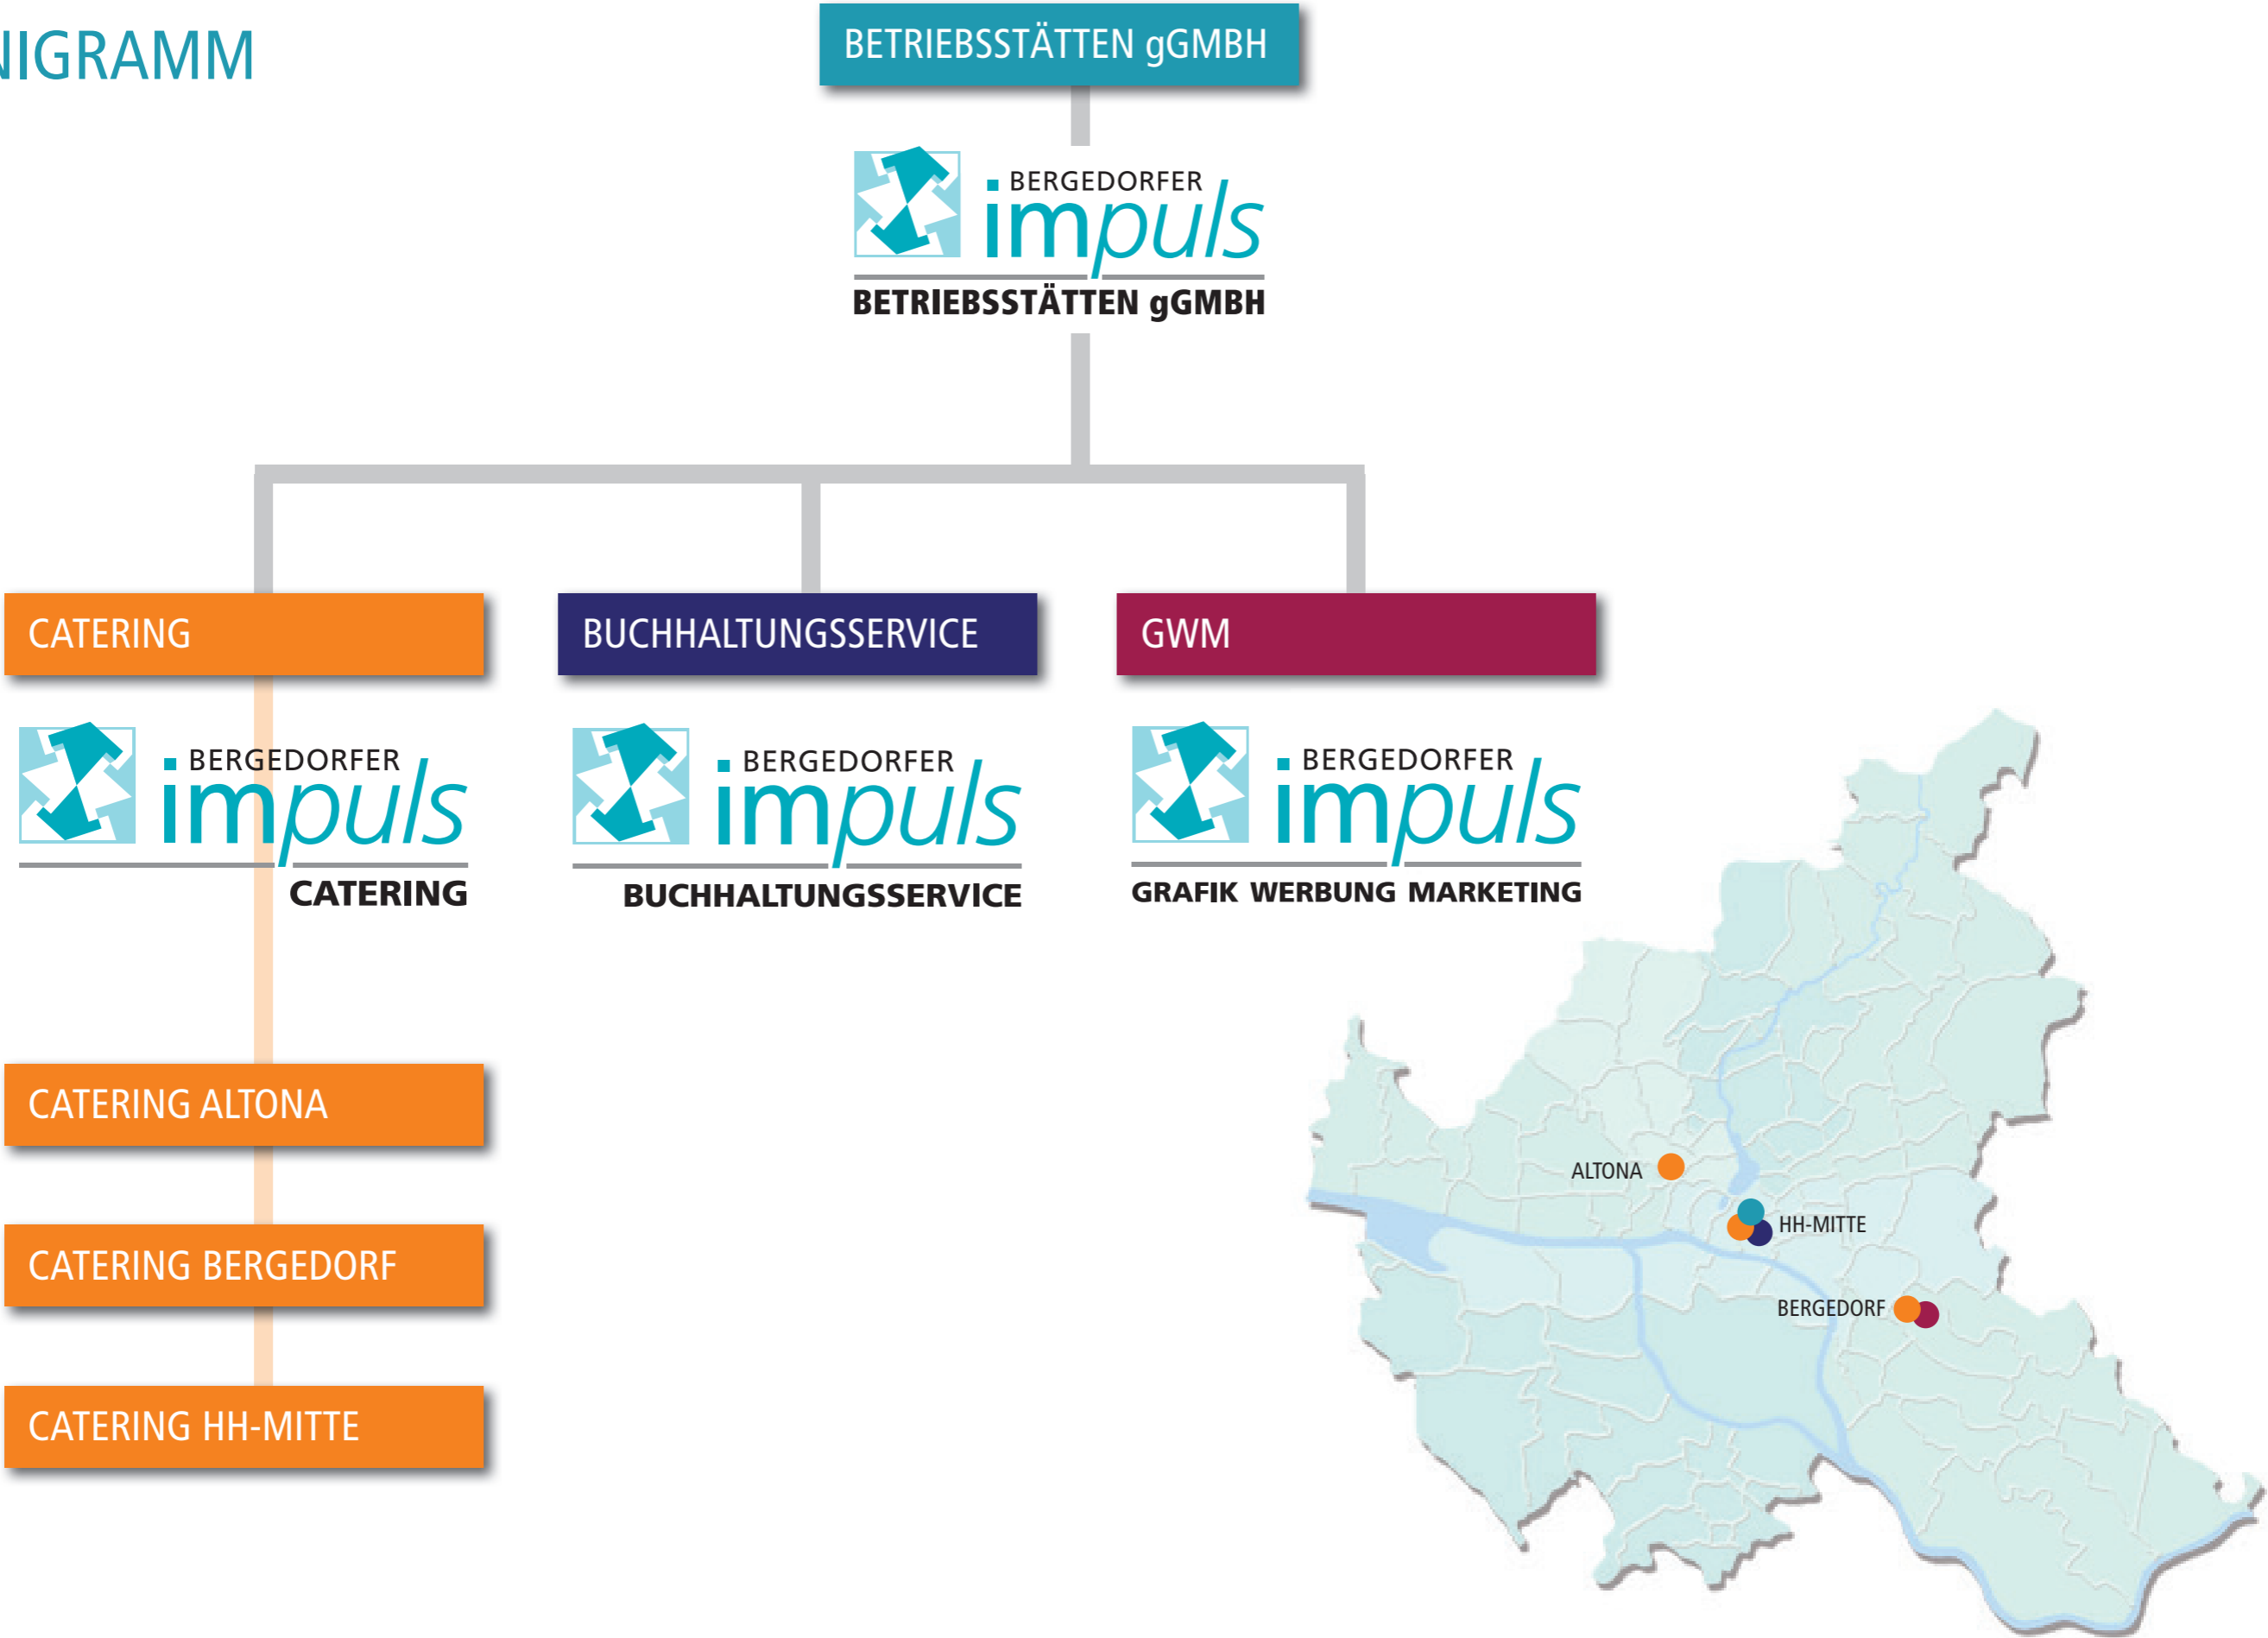 NIGRAMM
BETRIEBSSTÄTTEN gGMBH
BERGEDORFER
impuls
BETRIEBSSTÄTTEN gGMBH
CATERING
BERGEDORFER
impuls
CATERING
BUCHHALTUNGSSERVICE
BERGEDORFER
impuls
BUCHHALTUNGSSERVICE
GWM
BERGEDORFER
impuls
GRAFIK WERBUNG MARKETING
CATERING ALTONA
CATERING BERGEDORF
CATERING HH-MITTE
ALTONA
HH-MITTE
BERGEDORF